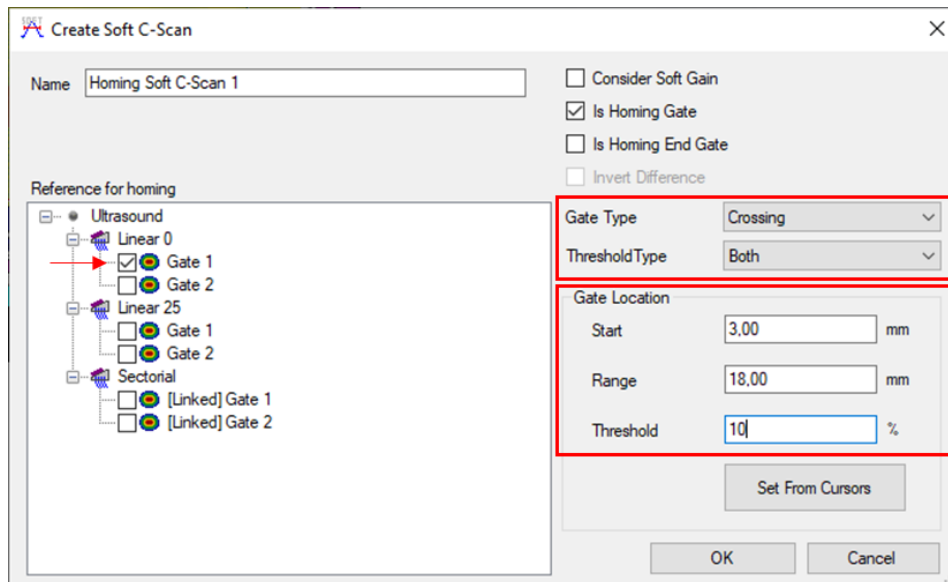 Create Soft C-Scan
Name
Homing Soft C-Scan 1
Consider Soft Gain
Is Homing Gate
Is Homing End Gate
Invert Difference
Reference for homing
Ultrasound
Linear 0
Gate 1
Gate 2
Linear 25
Gate 1
Gate 2
Sectorial
[Linked] Gate 1
[Linked] Gate 2
Gate Type
Crossing
ThresholdType
Both
Gate Location
Start
3,00
mm
Range
18,00
mm
Threshold
10
%
Set From Cursors
OK
Cancel